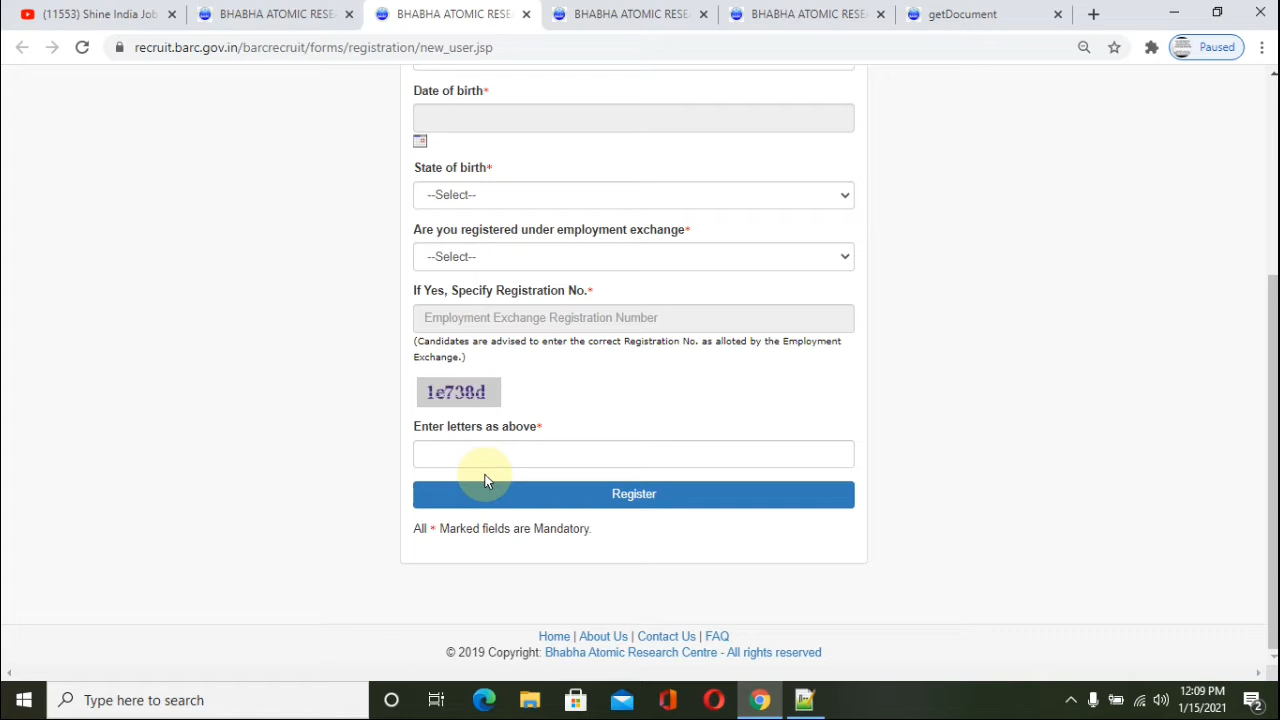 (11553) Shine India Job
BHABHA ATOMIC RESE
BHABHA ATOMIC RESE
BHABHA ATOMIC RESE
BHABHA ATOMIC RESE
getDocument
recruit.barc.gov.in/barcrecruit/forms/registration/new_user.jsp
Paused
Date of birth*
State of birth*
--Select--
Are you registered under employment exchange*
--Select--
If Yes, Specify Registration No.*
Employment Exchange Registration Number
(Candidates are advised to enter the correct Registration No. as alloted by the Employment
Exchange.)
1e738d
Enter letters as above*
Register
All * Marked fields are Mandatory.
Home | About Us | Contact Us | FAQ
© 2019 Copyright: Bhabha Atomic Research Centre - All rights reserved
Type here to search
12:09 PM
1/15/2021
2